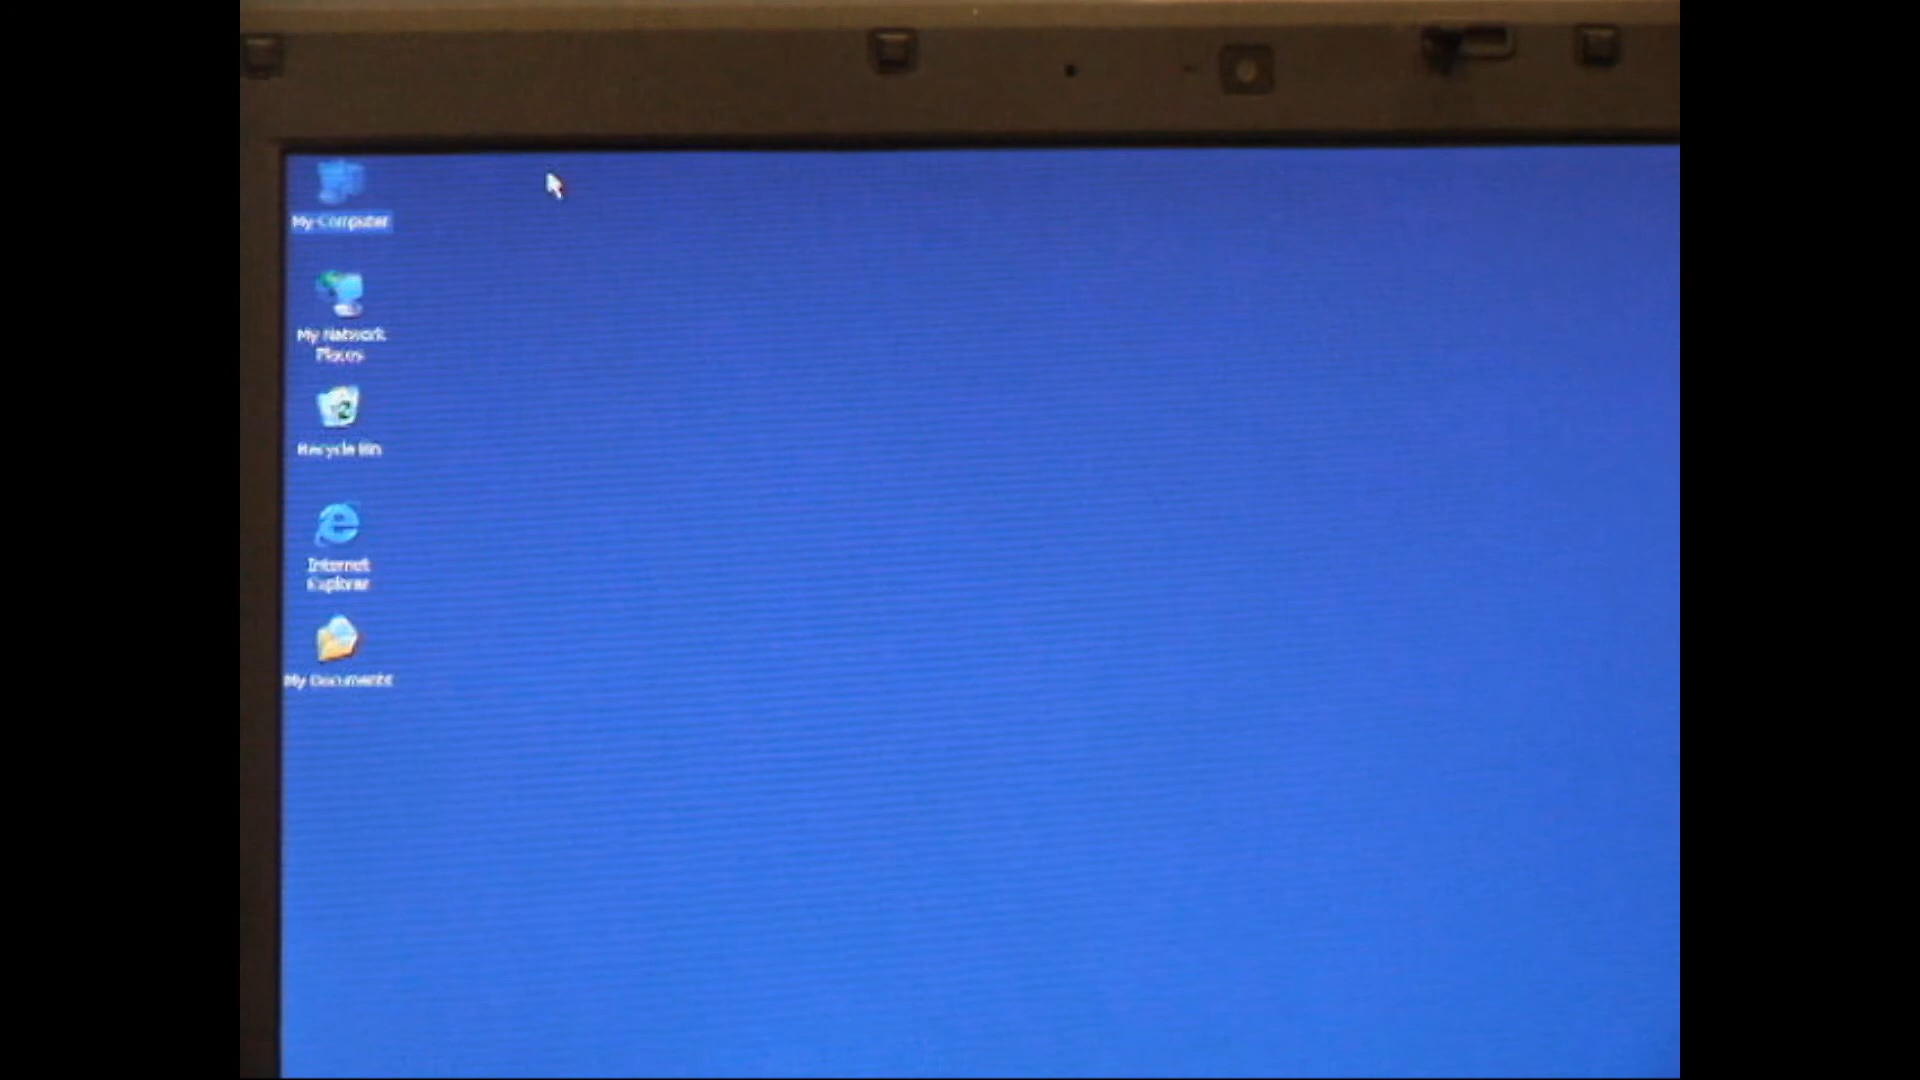 My Computer
My Network
Places
Recycle Bin
Internet
Explorer
My Documents